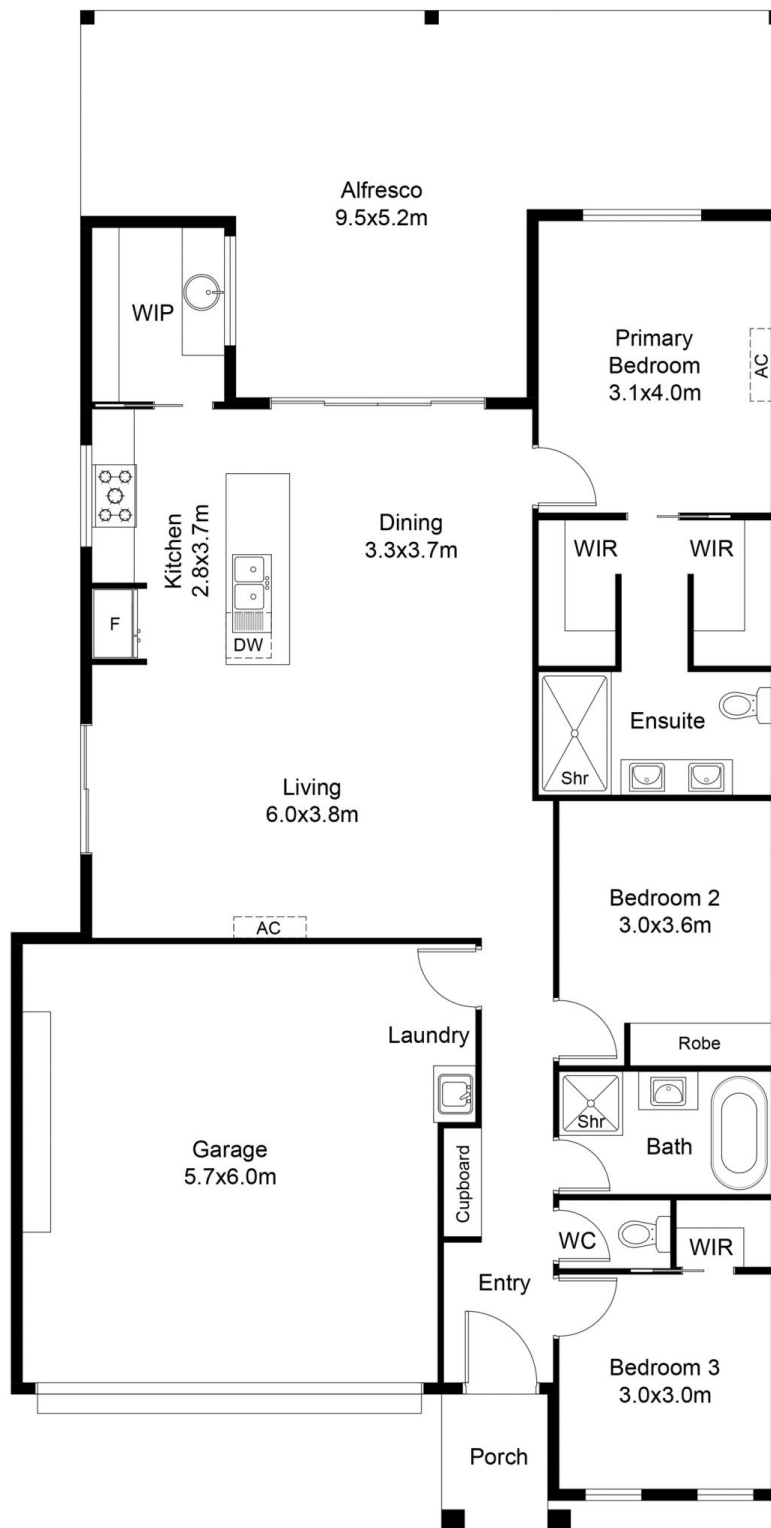 Alfresco
9.5x5.2m
WIP
Primary
Bedroom
3.1x4.0m
AC
Kitchen
2.8x3.7m
Dining
3.3x3.7m
WIR
WIR
F
DW
Ensuite
Shr
Living
6.0x3.8m
AC
Bedroom 2
3.0x3.6m
Laundry
Robe
Garage
5.7x6.0m
Cupboard
Shr
Bath
WC
WIR
Entry
Bedroom 3
3.0x3.0m
Porch